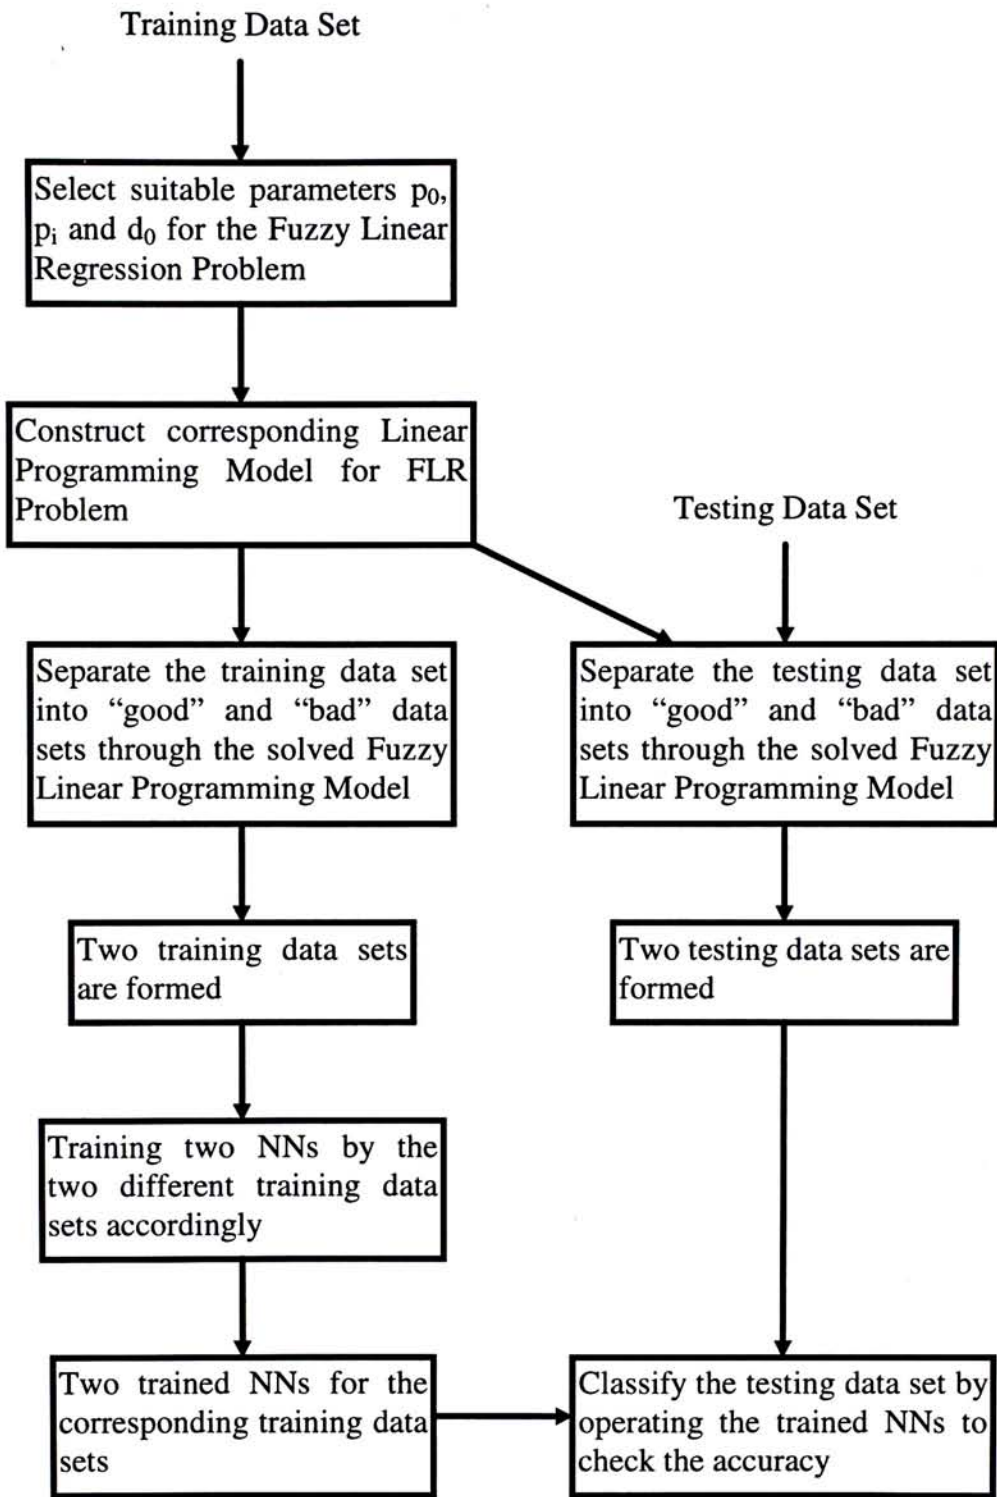 Training Data Set
Select suitable parameters p₀,
pᵢ and d₀ for the Fuzzy Linear
Regression Problem
Construct corresponding Linear
Programming Model for FLR
Problem
Testing Data Set
Separate the training data set
into “good” and “bad” data
sets through the solved Fuzzy
Linear Programming Model
Separate the testing data set
into “good” and “bad” data
sets through the solved Fuzzy
Linear Programming Model
Two training data sets
are formed
Two testing data sets are
formed
Training two NNs by the
two different training data
sets accordingly
Two trained NNs for the
corresponding training data
sets
Classify the testing data set by
operating the trained NNs to
check the accuracy